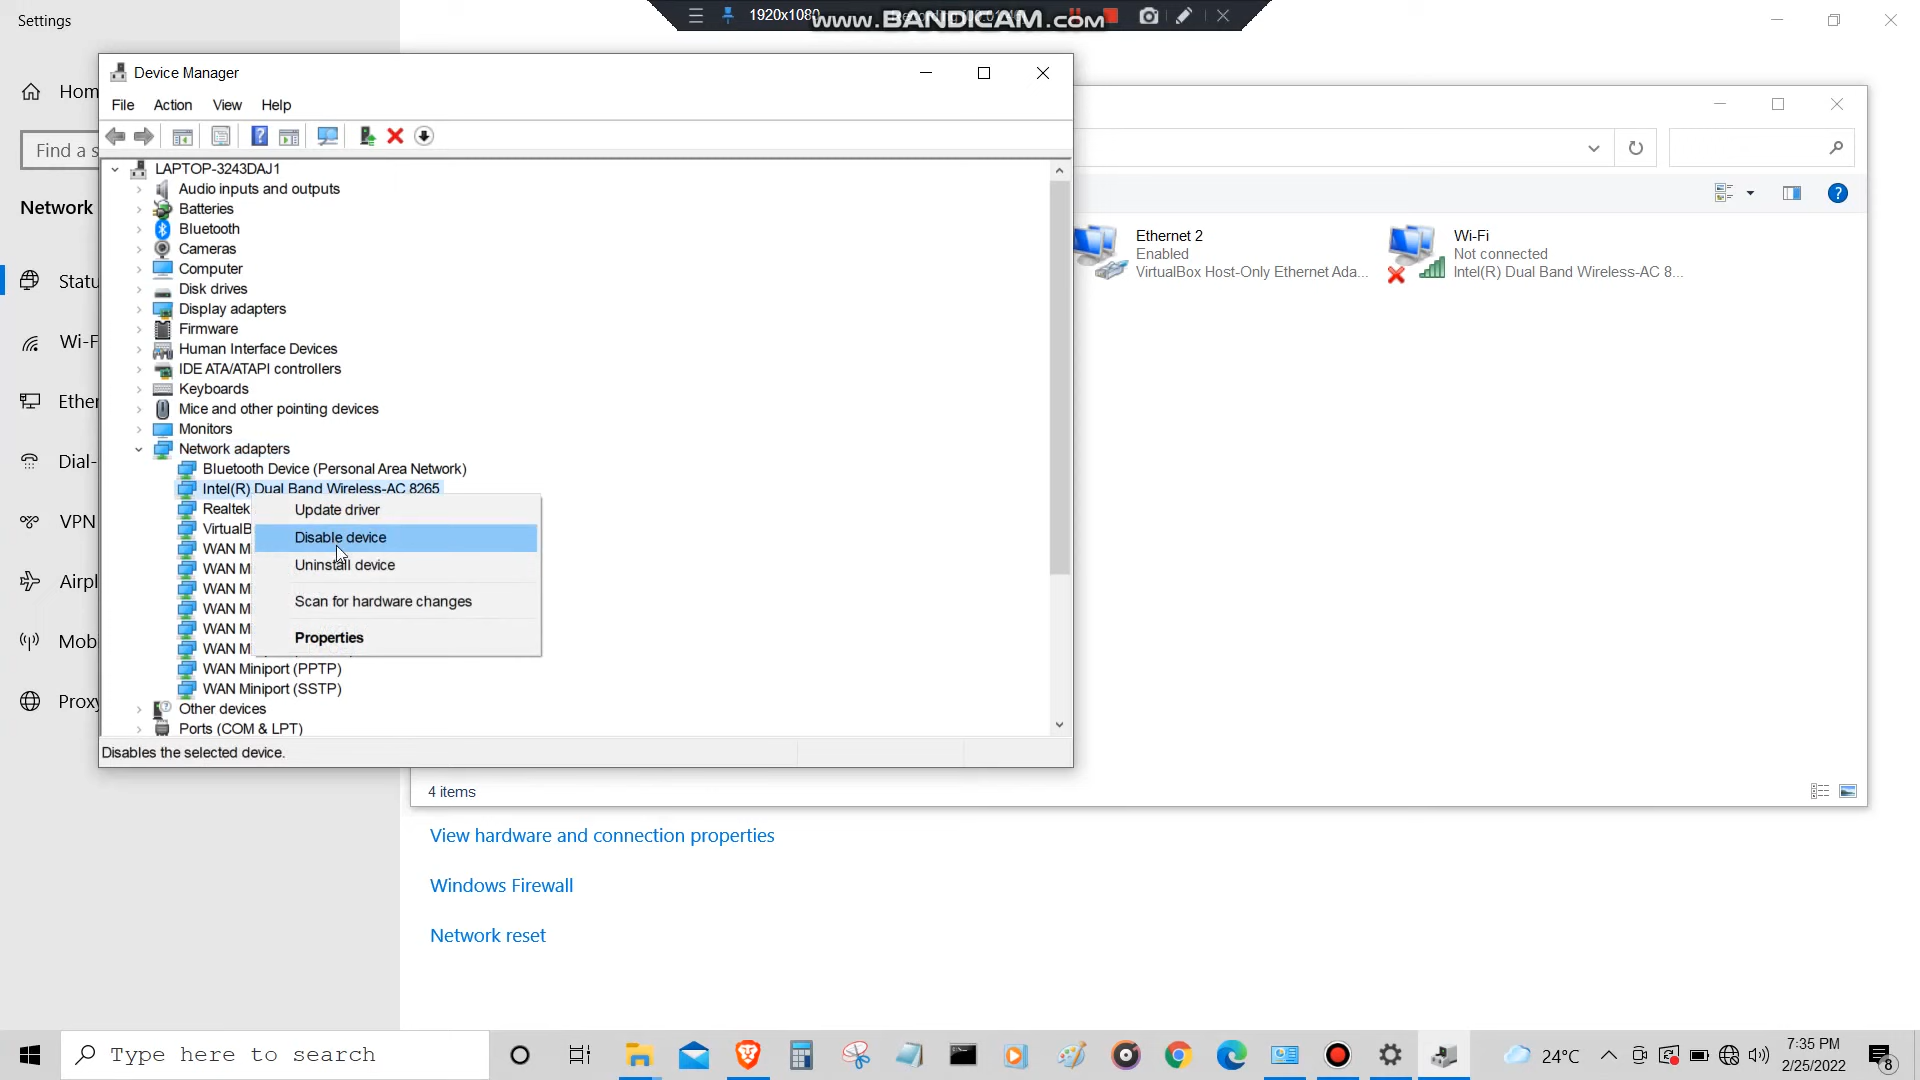 Settings
1920x1080
www.BANDICAM.com
Hom
Find a s
Network
Statu
Wi-F
Ether
Dial-
VPN
Airpl
Mobi
Proxy
Device Manager
File Action View Help
LAPTOP-3243DAJ1
Audio inputs and outputs
Batteries
Bluetooth
Cameras
Computer
Disk drives
Display adapters
Firmware
Human Interface Devices
IDE ATA/ATAPI controllers
Keyboards
Mice and other pointing devices
Monitors
Network adapters
Bluetooth Device (Personal Area Network)
Intel(R) Dual Band Wireless-AC 8265
Realtek
VirtualB
WAN M
WAN M
WAN M
WAN M
WAN M
WAN M
WAN Miniport (PPTP)
WAN Miniport (SSTP)
Other devices
Ports (COM & LPT)
Update driver
Disable device
Uninstall device
Scan for hardware changes
Properties
Disables the selected device.
Ethernet 2
Enabled
VirtualBox Host-Only Ethernet Ada...
Wi-Fi
Not connected
Intel(R) Dual Band Wireless-AC 8...
4 items
View hardware and connection properties
Windows Firewall
Network reset
Type here to search
24°C
7:35 PM
2/25/2022
8